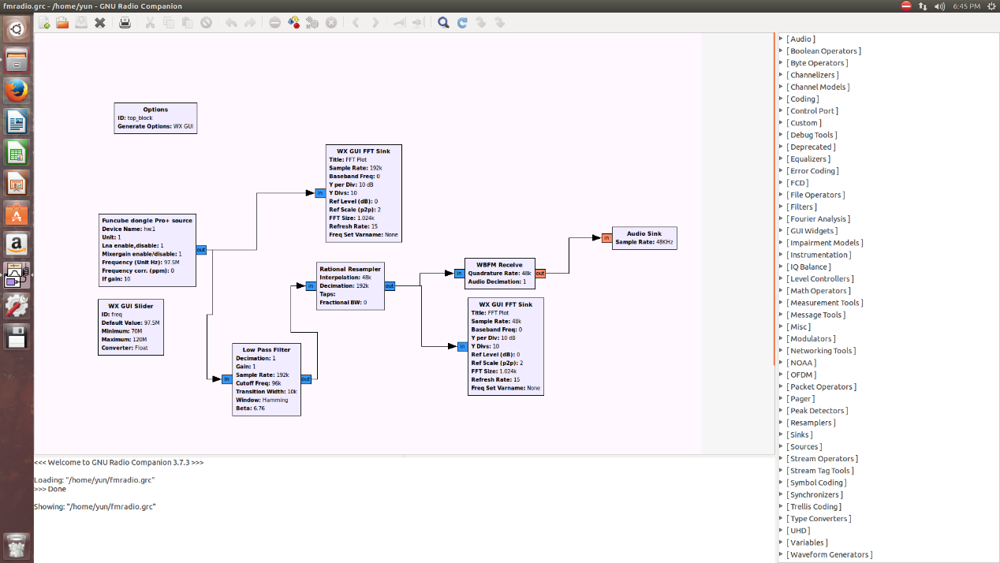 fmradio.grc - /home/yun - GNU Radio Companion
6:45 PM
Options
ID: top_block
Generate Options: WX GUI
WX GUI FFT Sink
Title: FFT Plot
Sample Rate: 192k
Baseband Freq: 0
Y per Div: 10 dB
Y Divs: 10
Ref Level (dB): 0
Ref Scale (p2p): 2
FFT Size: 1.024k
Refresh Rate: 15
Freq Set Varname: None
in
Funcube dongle Pro+ source
Device Name: hw.1
Unit: 1
Lna enable,disable: 1
Mixergain enable/disable: 1
Frequency (Unit Hz): 97.5M
Frequency corr. (ppm): 0
If gain: 10
out
WX GUI Slider
ID: freq
Default Value: 97.5M
Minimum: 70M
Maximum: 120M
Converter: Float
Low Pass Filter
Decimation: 1
Gain: 1
Sample Rate: 192k
Cutoff Freq: 96k
Transition Width: 10k
Window: Hamming
Beta: 6.76
in
out
Rational Resampler
Interpolation: 48k
Decimation: 192k
Taps:
Fractional BW: 0
in
out
WBFM Receive
Quadrature Rate: 48k
Audio Decimation: 1
in
out
WX GUI FFT Sink
Title: FFT Plot
Sample Rate: 48k
Baseband Freq: 0
Y per Div: 10 dB
Y Divs: 10
Ref Level (dB): 0
Ref Scale (p2p): 2
FFT Size: 1.024k
Refresh Rate: 15
Freq Set Varname: None
in
Audio Sink
Sample Rate: 48KHz
in
<<< Welcome to GNU Radio Companion 3.7.3 >>>
Loading: "/home/yun/fmradio.grc"
>>> Done
Showing: "/home/yun/fmradio.grc"
[ Audio ]
[ Boolean Operators ]
[ Byte Operators ]
[ Channelizers ]
[ Channel Models ]
[ Coding ]
[ Control Port ]
[ Custom ]
[ Debug Tools ]
[ Deprecated ]
[ Equalizers ]
[ Error Coding ]
[ FCD ]
[ File Operators ]
[ Filters ]
[ Fourier Analysis ]
[ GUI Widgets ]
[ Impairment Models ]
[ Instrumentation ]
[ IQ Balance ]
[ Level Controllers ]
[ Math Operators ]
[ Measurement Tools ]
[ Message Tools ]
[ Misc ]
[ Modulators ]
[ Networking Tools ]
[ NOAA ]
[ OFDM ]
[ Packet Operators ]
[ Pager ]
[ Peak Detectors ]
[ Resamplers ]
[ Sinks ]
[ Sources ]
[ Stream Operators ]
[ Stream Tag Tools ]
[ Symbol Coding ]
[ Synchronizers ]
[ Trellis Coding ]
[ Type Converters ]
[ UHD ]
[ Variables ]
[ Waveform Generators ]